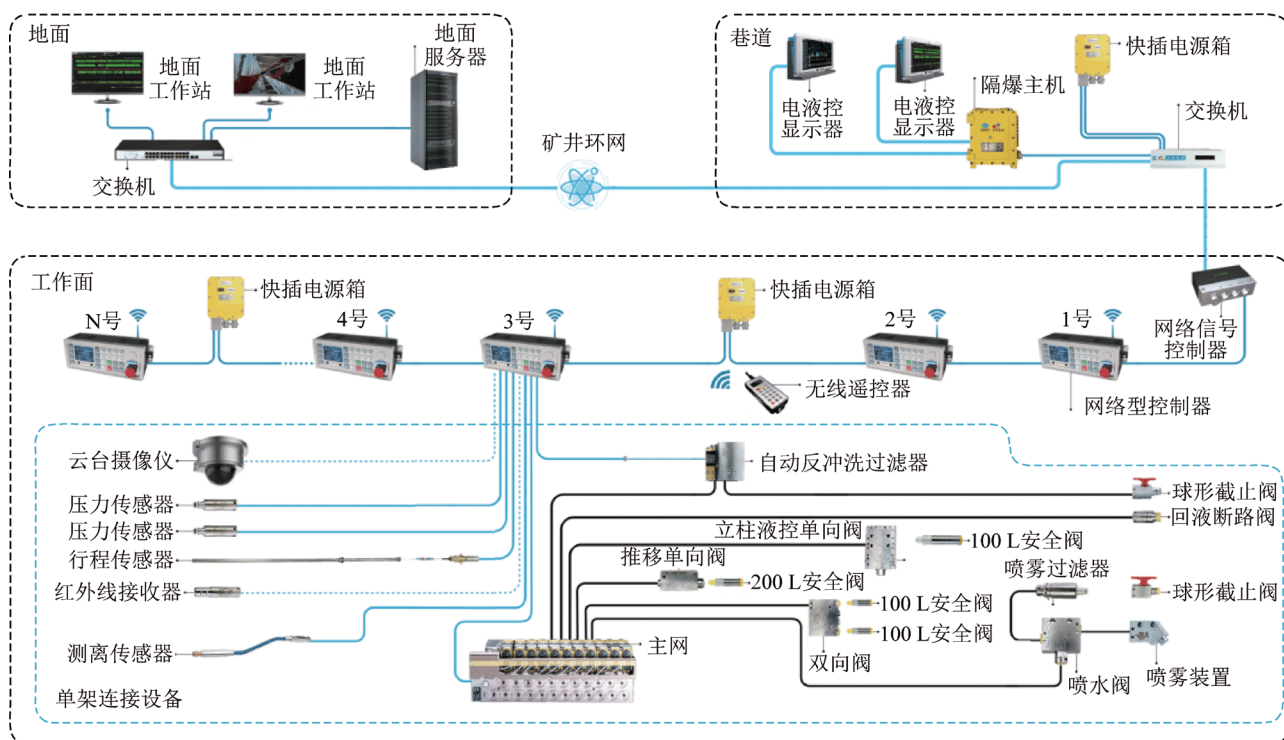 地面
地面
工作站
地面
工作站
地面
服务器
交换机
矿井环网
巷道
电液控
显示器
电液控
显示器
隔爆主机
快插电源箱
交换机
工作面
N号
快插电源箱
4号
3号
快插电源箱
无线遥控器
2号
1号
网络信号
控制器
网络型控制器
云台摄像仪
压力传感器
压力传感器
行程传感器
红外线接收器
测离传感器
单架连接设备
自动反冲洗过滤器
球形截止阀
回液断路阀
立柱液控单向阀
100 L安全阀
推移单向阀
200 L安全阀
喷雾过滤器
球形截止阀
100 L安全阀
100 L安全阀
双向阀
主网
喷水阀
喷雾装置